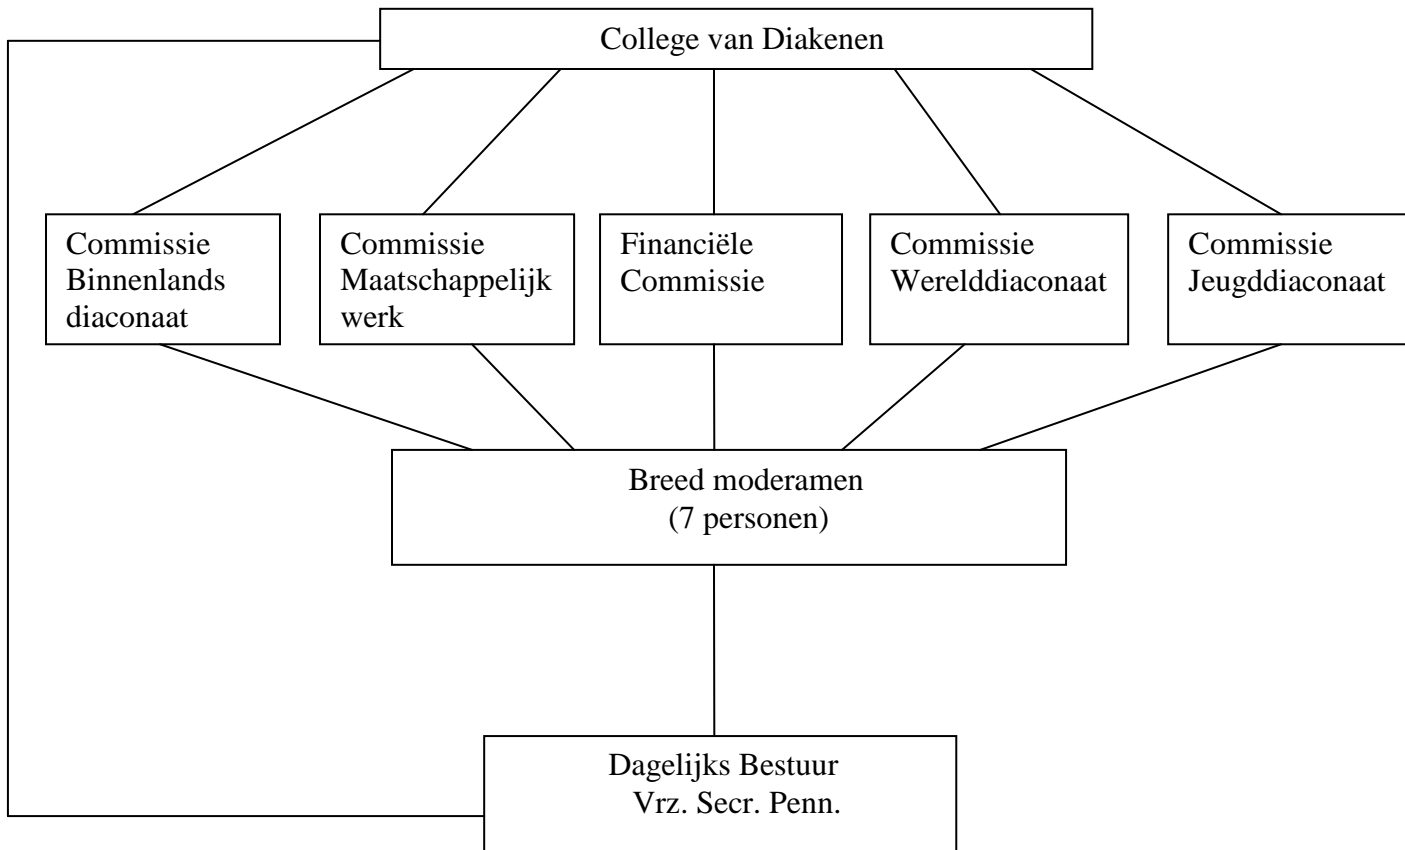 College van Diakenen
Commissie
Binnenlands
diaconaat
Commissie
Maatschappelijk
werk
Financiële
Commissie
Commissie
Werelddiaconaat
Commissie
Jeugddiaconaat
Breed moderamen
(7 personen)
Dagelijks Bestuur
Vrz. Secr. Penn.